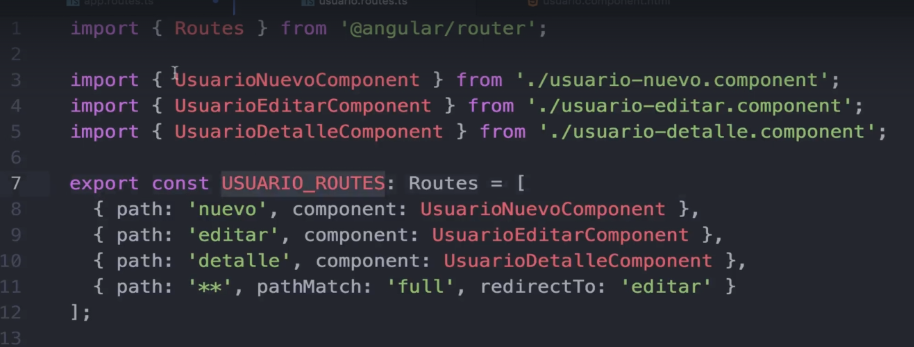 app.routes.ts usuario.routes.ts usuario.component.html
1 import { Routes } from '@angular/router';
2
3 import { UsuarioNuevoComponent } from './usuario-nuevo.component';
4 import { UsuarioEditarComponent } from './usuario-editar.component';
5 import { UsuarioDetalleComponent } from './usuario-detalle.component';
6
7 export const USUARIO_ROUTES: Routes = [
8 { path: 'nuevo', component: UsuarioNuevoComponent },
9 { path: 'editar', component: UsuarioEditarComponent },
10 { path: 'detalle', component: UsuarioDetalleComponent },
11 { path: '**', pathMatch: 'full', redirectTo: 'editar' }
12 ];
13